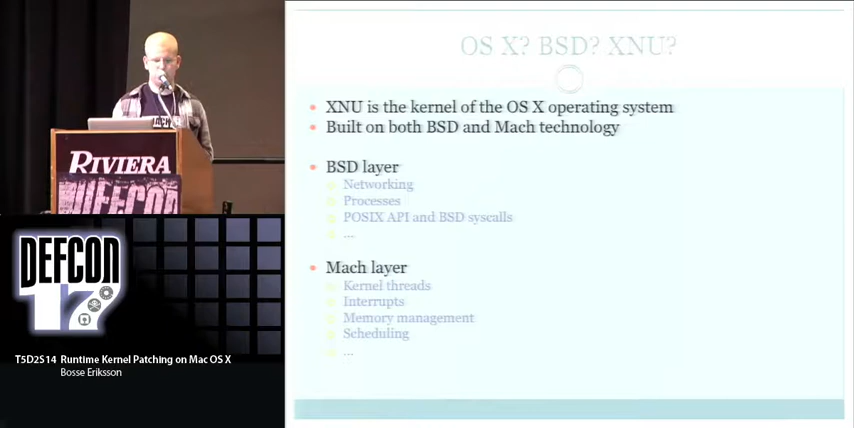 OS X? BSD? XNU?
• XNU is the kernel of the OS X operating system
• Built on both BSD and Mach technology
• BSD layer
Networking
Processes
POSIX API and BSD syscalls
...
• Mach layer
Kernel threads
Interrupts
Memory management
Scheduling
...
RIVIERA
DEFCON
DEFCON
17
T5D2S14 Runtime Kernel Patching on Mac OS X
Bosse Eriksson